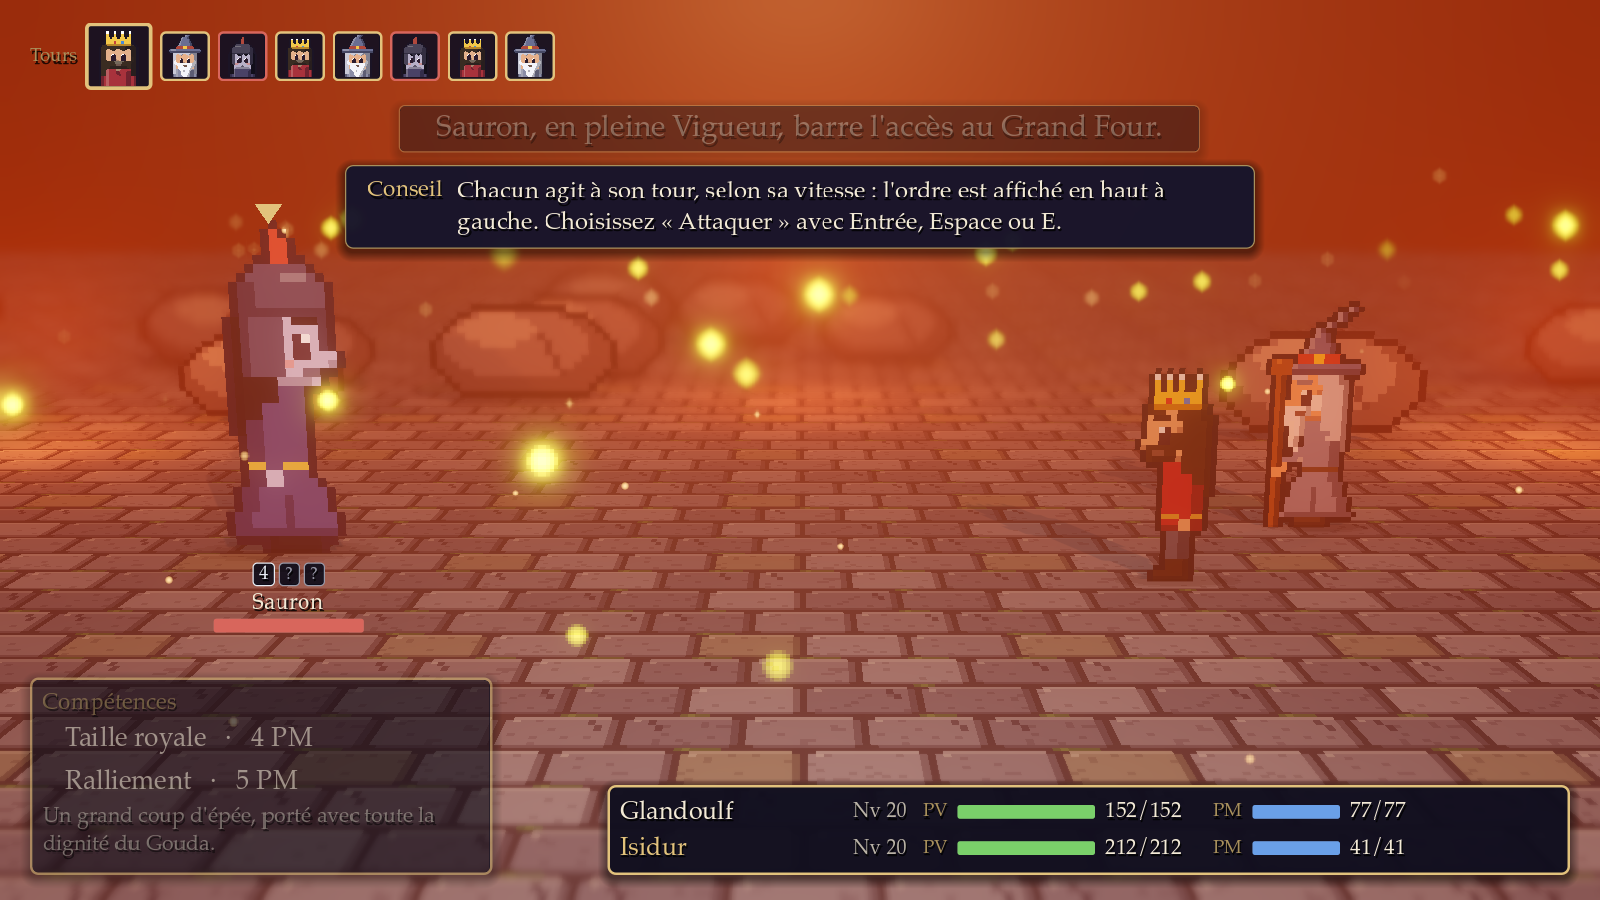 Tours
Sauron, en pleine Vigueur, barre l'accès au Grand Four.
Conseil Chacun agit à son tour, selon sa vitesse : l'ordre est affiché en haut à
gauche. Choisissez « Attaquer » avec Entrée, Espace ou E.
4 ? ?
Sauron
Compétences
Taille royale · 4 PM
Ralliement · 5 PM
Un grand coup d'épée, porté avec toute la
dignité du Gouda.
Glandoulf Nv 20 PV 152/152 PM 77/77
Isidur Nv 20 PV 212/212 PM 41/41